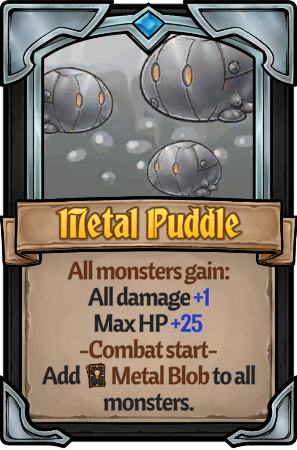 Metal Puddle
All monsters gain:
All damage +1
Max HP +25
-Combat start-
Add Metal Blob to all
monsters.